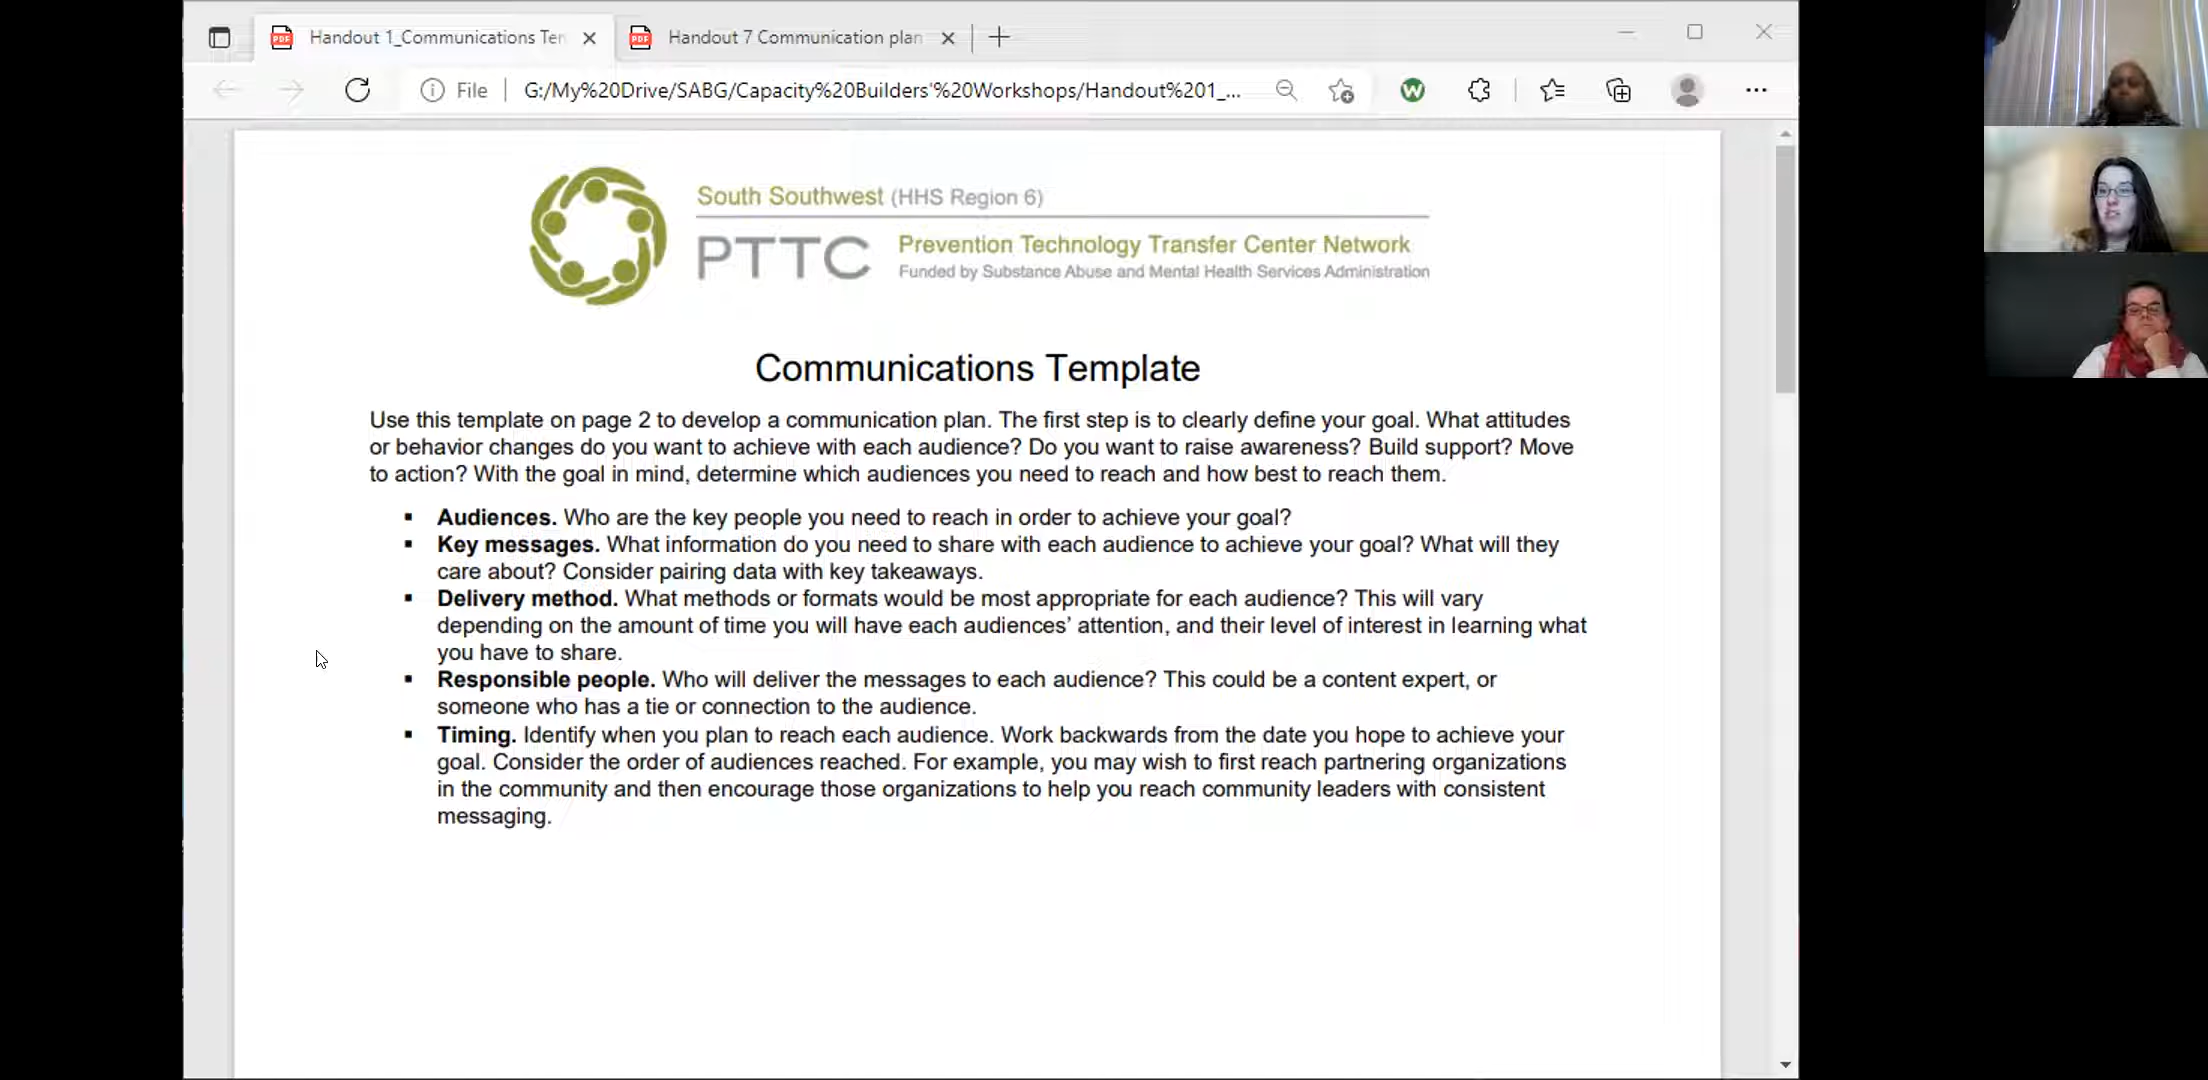 Handout 1_Communications Ten
Handout 7 Communication plan
File
G:/My%20Drive/SABG/Capacity%20Builders'%20Workshops/Handout%201_...
W
South Southwest (HHS Region 6)
PTTC
Prevention Technology Transfer Center Network
Funded by Substance Abuse and Mental Health Services Administration
Communications Template
Use this template on page 2 to develop a communication plan. The first step is to clearly define your goal. What attitudes
or behavior changes do you want to achieve with each audience? Do you want to raise awareness? Build support? Move
to action? With the goal in mind, determine which audiences you need to reach and how best to reach them.
▪ Audiences. Who are the key people you need to reach in order to achieve your goal?
▪ Key messages. What information do you need to share with each audience to achieve your goal? What will they
care about? Consider pairing data with key takeaways.
▪ Delivery method. What methods or formats would be most appropriate for each audience? This will vary
depending on the amount of time you will have each audiences’ attention, and their level of interest in learning what
you have to share.
▪ Responsible people. Who will deliver the messages to each audience? This could be a content expert, or
someone who has a tie or connection to the audience.
▪ Timing. Identify when you plan to reach each audience. Work backwards from the date you hope to achieve your
goal. Consider the order of audiences reached. For example, you may wish to first reach partnering organizations
in the community and then encourage those organizations to help you reach community leaders with consistent
messaging.